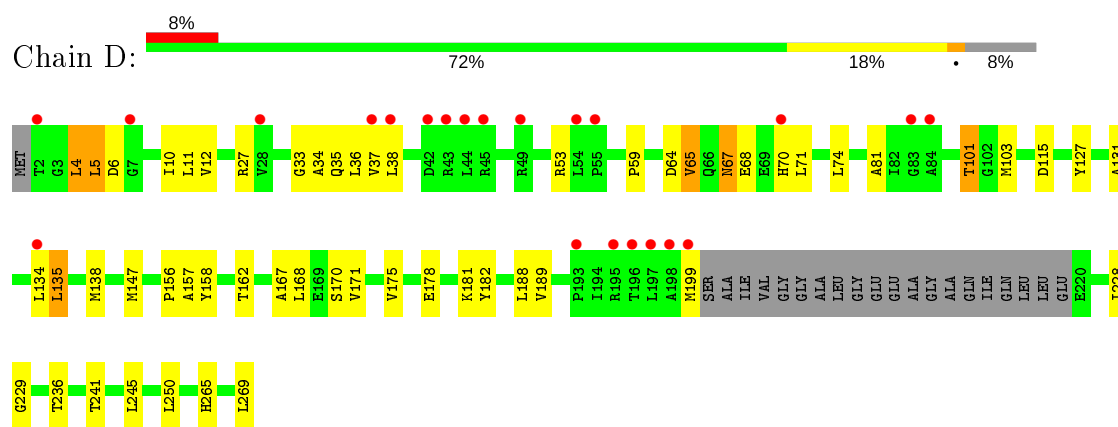 8%
Chain D:
72% 18% • 8%
MET T2 G3 L4 L5 D6 G7 I10 L11 V12 R27 V28 G33 A34 Q35 L36 V37 L38 D42 R43 L44 R45 R49 R53 L54 P55 P59 D64 V65 Q66 N67 E68 E69 H70 L71 L74 A81 I82 G83 A84 T101 G102 M103 D115 Y127 A131
L134 L135 M138 M147 P156 A157 Y158 T162 A167 L168 E169 S170 V171 V175 E178 K181 Y182 L188 V189 P193 I194 R195 T196 L197 A198 M199 SER ALA ILE VAL GLY GLY ALA LEU GLY GLU GLU ALA GLY ALA GLN ILE GLN LEU LEU GLU E220 I228
G229 T236 T241 L245 L250 H265 L269